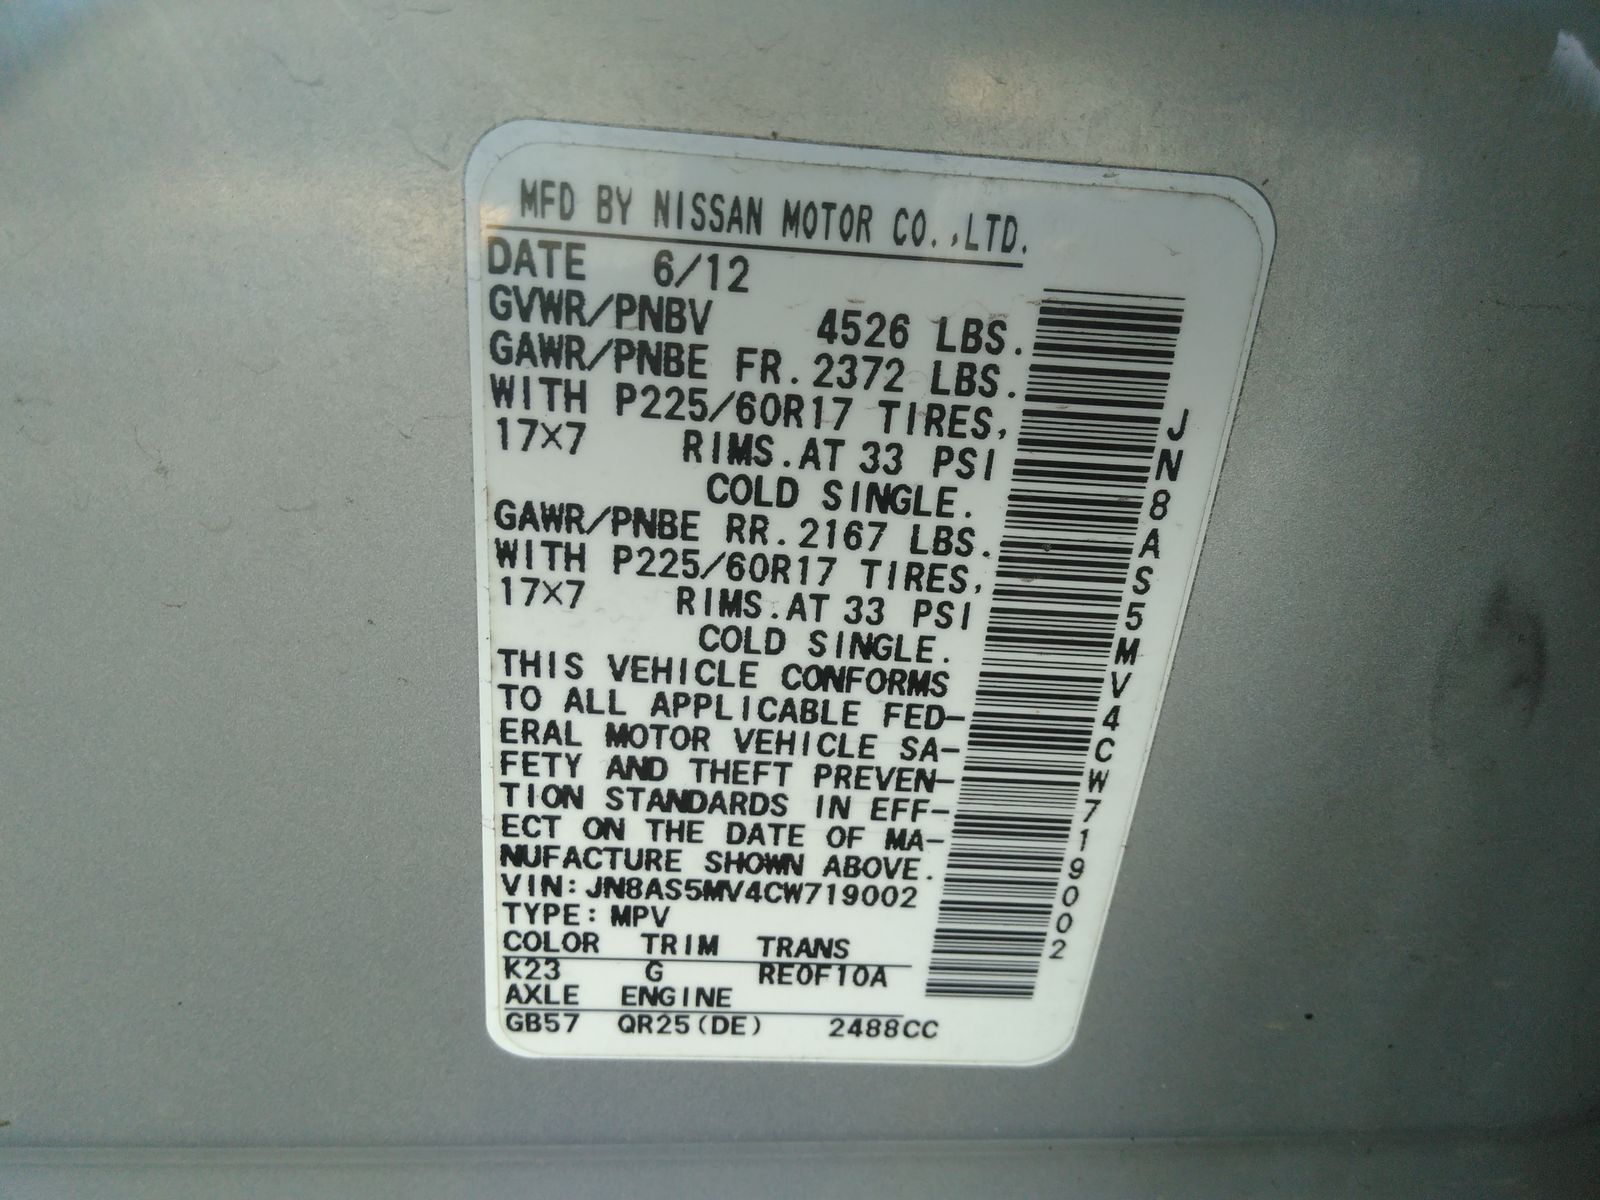 MFD BY NISSAN MOTOR CO.,LTD.
DATE 6/12
GVWR/PNBV 4526 LBS.
GAWR/PNBE FR. 2372 LBS.
WITH P225/60R17 TIRES,
17×7 RIMS.AT 33 PSI
COLD SINGLE.
GAWR/PNBE RR. 2167 LBS.
WITH P225/60R17 TIRES,
17×7 RIMS.AT 33 PSI
COLD SINGLE.
THIS VEHICLE CONFORMS
TO ALL APPLICABLE FED-
ERAL MOTOR VEHICLE SA-
FETY AND THEFT PREVEN-
TION STANDARDS IN EFF-
ECT ON THE DATE OF MA-
NUFACTURE SHOWN ABOVE.
VIN: JN8AS5MV4CW719002
TYPE: MPV
COLOR TRIM TRANS
K23 G RE0F10A
AXLE ENGINE
GB57 QR25(DE) 2488CC
JN8AS5MV4CW719002